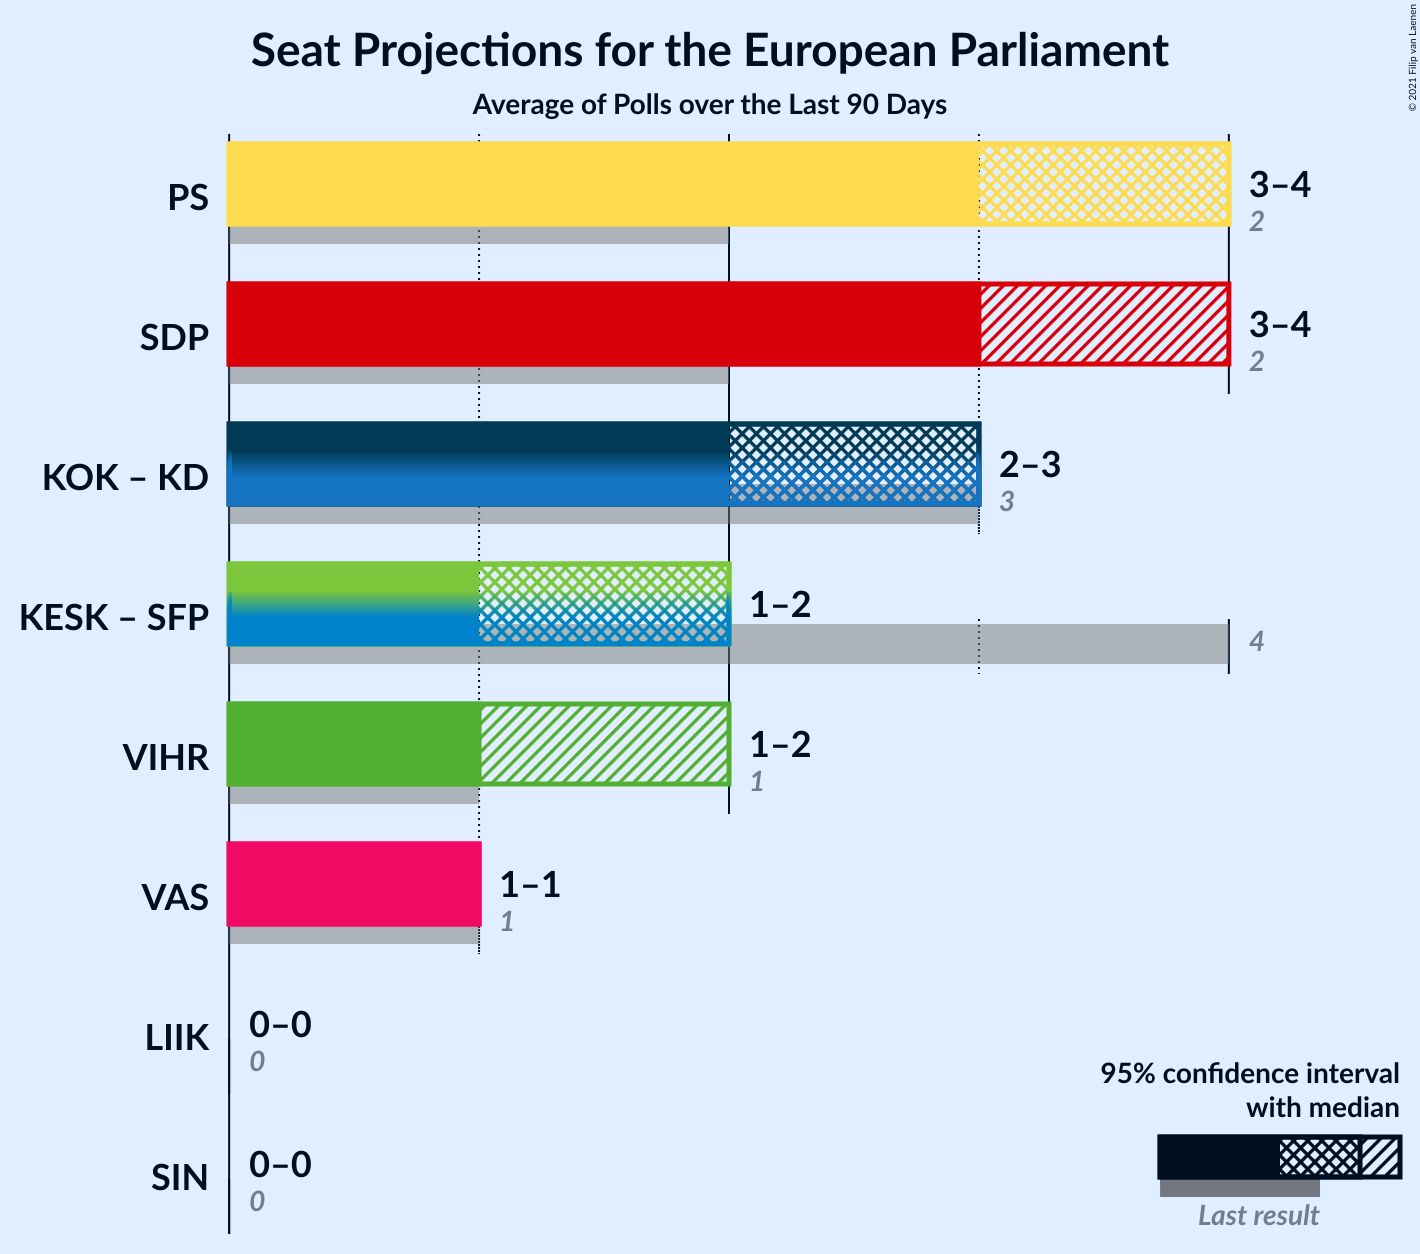 Seat Projections for the European Parliament
Average of Polls over the Last 90 Days
© 2021 Filip van Laenen
PS
3–4
2
SDP
3–4
2
KOK – KD
2–3
3
KESK – SFP
1–2
4
VIHR
1–2
1
VAS
1–1
1
LIIK
0–0
0
SIN
0–0
0
95% confidence interval
with median
Last result